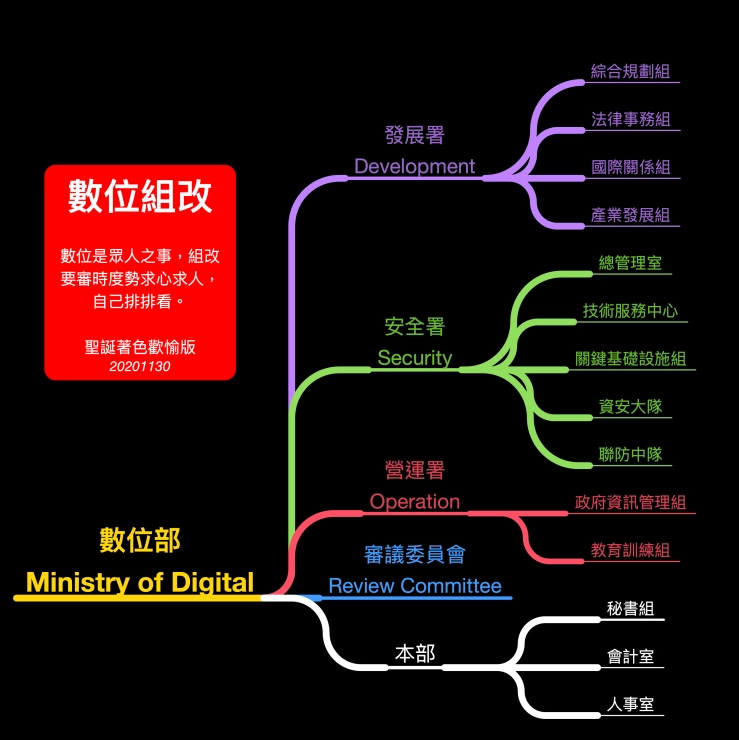 數位組改
數位是眾人之事，組改
要審時度勢求心求人，
自己排排看。
聖誕著色歡愉版
20201130
數位部
Ministry of Digital
發展署
Development
綜合規劃組
法律事務組
國際關係組
產業發展組
安全署
Security
總管理室
技術服務中心
關鍵基礎設施組
資安大隊
聯防中隊
營運署
Operation
政府資訊管理組
教育訓練組
審議委員會
Review Committee
本部
秘書組
會計室
人事室